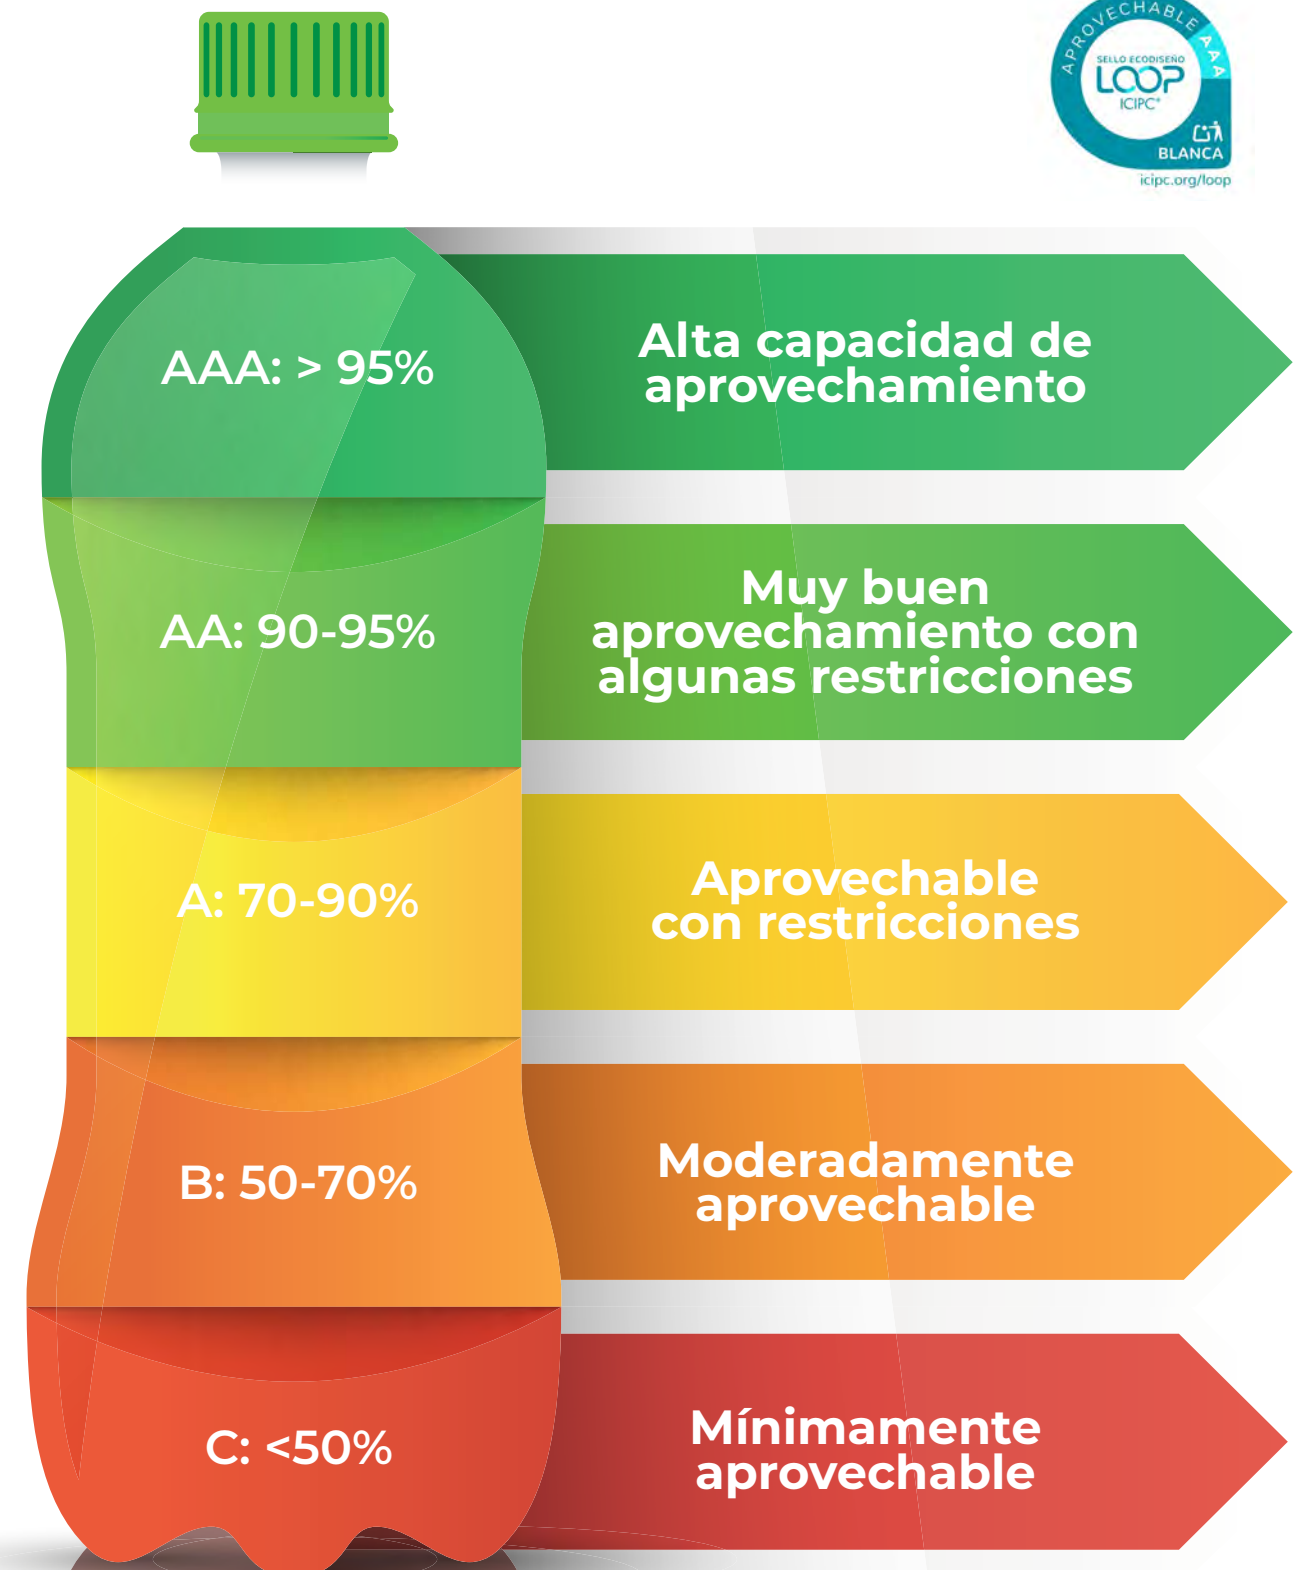 APROVECHABLE AAA
SELLO ECODISEÑO
LOOP
ICIPC®
BLANCA
icipc.org/loop
AAA: > 95%
Alta capacidad de
aprovechamiento
AA: 90-95%
Muy buen
aprovechamiento con
algunas restricciones
A: 70-90%
Aprovechable
con restricciones
B: 50-70%
Moderadamente
aprovechable
C: <50%
Mínimamente
aprovechable